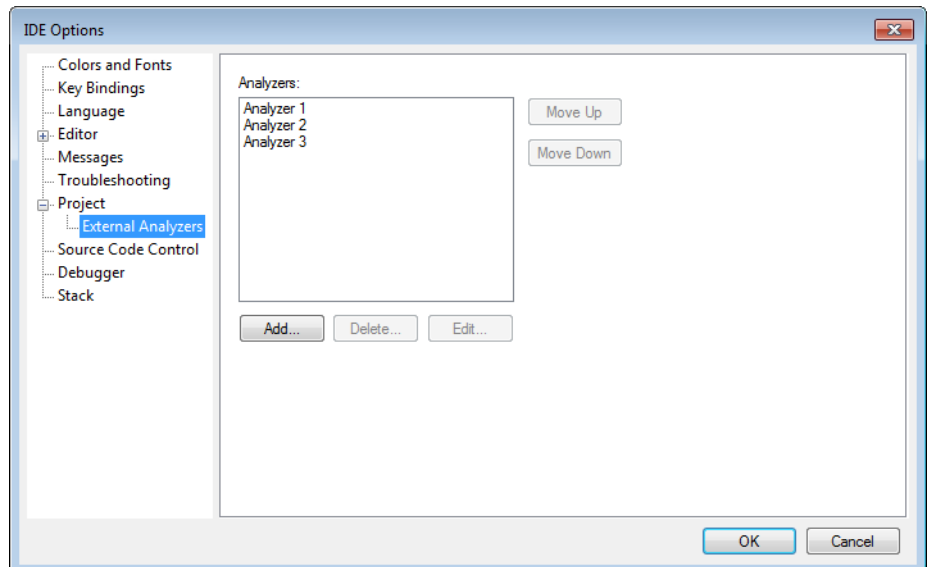 IDE Options
Colors and Fonts
Key Bindings
Language
Editor
Messages
Troubleshooting
Project
External Analyzers
Source Code Control
Debugger
Stack
Analyzers:
Analyzer 1
Analyzer 2
Analyzer 3
Move Up
Move Down
Add...
Delete...
Edit...
OK
Cancel